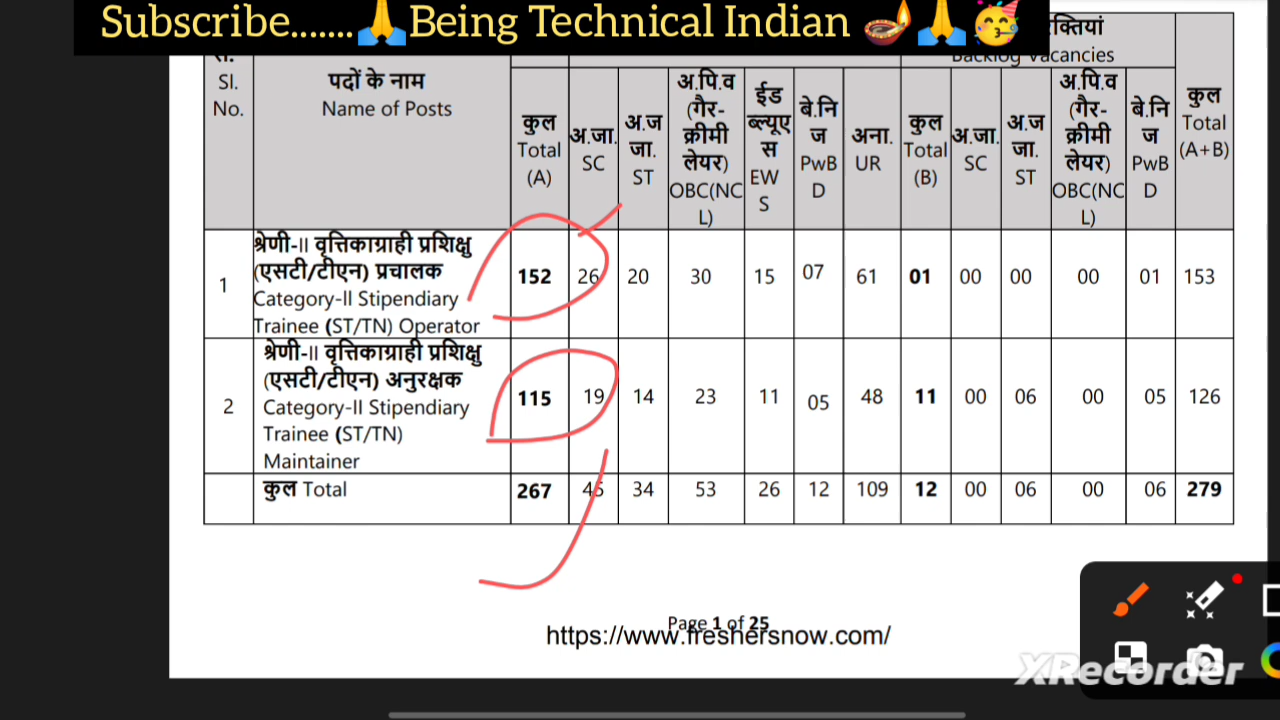 Subscribe.......🙏Being Technical Indian 🪔🙏🥳
Backlog Vacancies
Sl.
No.
पदों के नाम
Name of Posts
कुल
Total
(A)
अ.जा.
SC
अ.ज
जा.
ST
अ.पि.व
(गैर-
क्रीमी
लेयर)
OBC(NC
L)
ईड
ब्ल्यूए
स
EW
S
बे.नि
ज
PwB
D
अना.
UR
कुल
Total
(B)
अ.जा.
SC
अ.ज
जा.
ST
अ.पि.व
(गैर-
क्रीमी
लेयर)
OBC(NC
L)
बे.नि
ज
PwB
D
कुल
Total
(A+B)
1
श्रेणी-II वृत्तिकाग्राही प्रशिक्षु
(एसटी/टीएन) प्रचालक
Category-II Stipendiary
Trainee (ST/TN) Operator
152 26 20 30 15 07 61 01 00 00 00 01 153
2
श्रेणी-II वृत्तिकाग्राही प्रशिक्षु
(एसटी/टीएन) अनुरक्षक
Category-II Stipendiary
Trainee (ST/TN)
Maintainer
115 19 14 23 11 05 48 11 00 06 00 05 126
कुल Total 267 45 34 53 26 12 109 12 00 06 00 06 279
Page 1 of 25
https://www.freshersnow.com/
XRecorder